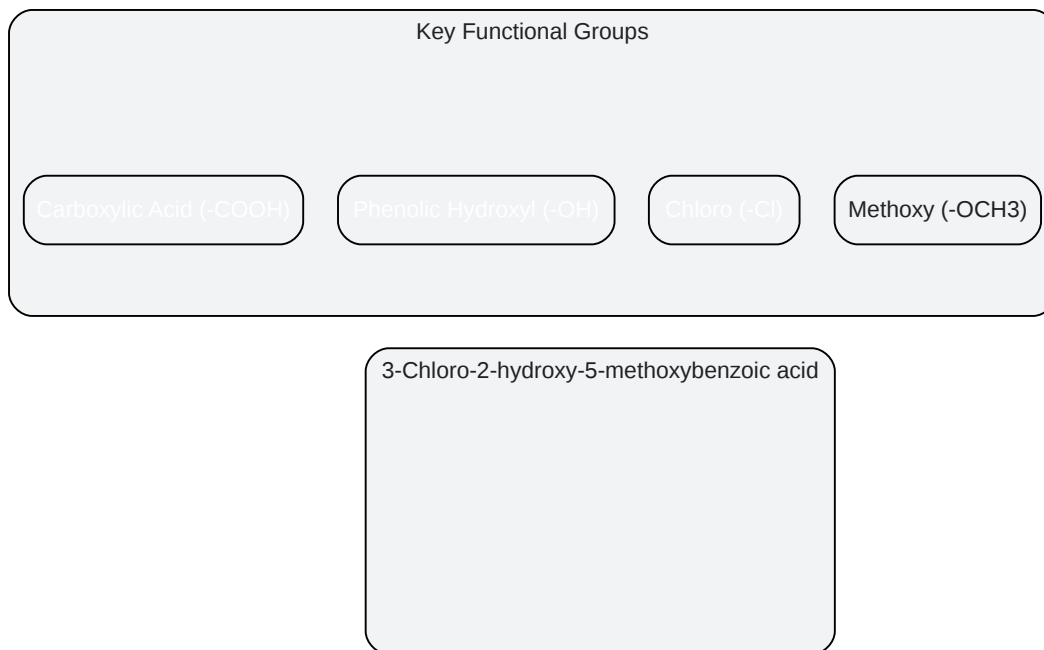 Key Functional Groups
Carboxylic Acid (-COOH)
Phenolic Hydroxyl (-OH)
Chloro (-Cl)
Methoxy (-OCH3)
3-Chloro-2-hydroxy-5-methoxybenzoic acid